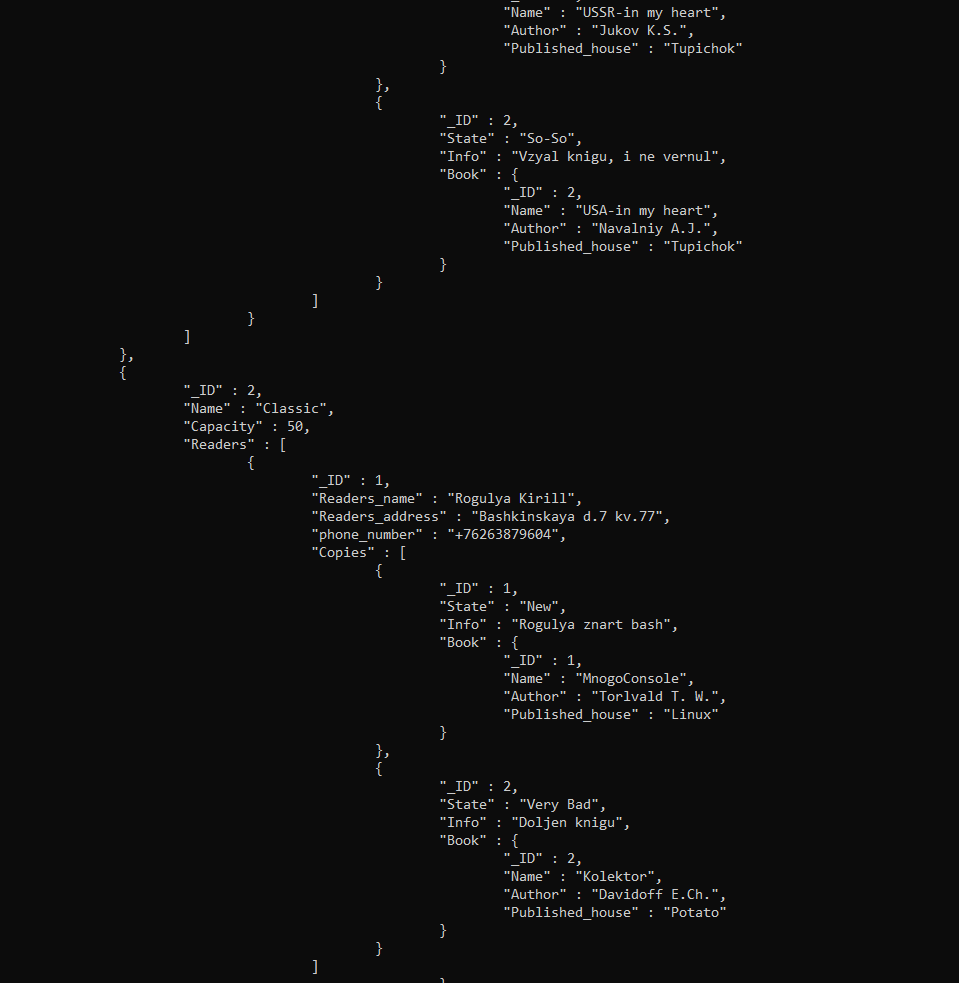 "Name" : "USSR-in my heart",
"Author" : "Jukov K.S.",
"Published_house" : "Tupichok"
}
},
{
"_ID" : 2,
"State" : "So-So",
"Info" : "Vzyal knigu, i ne vernul",
"Book" : {
"_ID" : 2,
"Name" : "USA-in my heart",
"Author" : "Navalniy A.J.",
"Published_house" : "Tupichok"
}
}
]
}
]
},
{
"_ID" : 2,
"Name" : "Classic",
"Capacity" : 50,
"Readers" : [
{
"_ID" : 1,
"Readers_name" : "Rogulya Kirill",
"Readers_address" : "Bashkinskaya d.7 kv.77",
"phone_number" : "+76263879604",
"Copies" : [
{
"_ID" : 1,
"State" : "New",
"Info" : "Rogulya znart bash",
"Book" : {
"_ID" : 1,
"Name" : "MnogoConsole",
"Author" : "Torlvald T. W.",
"Published_house" : "Linux"
}
},
{
"_ID" : 2,
"State" : "Very Bad",
"Info" : "Doljen knigu",
"Book" : {
"_ID" : 2,
"Name" : "Kolektor",
"Author" : "Davidoff E.Ch.",
"Published_house" : "Potato"
}
}
]